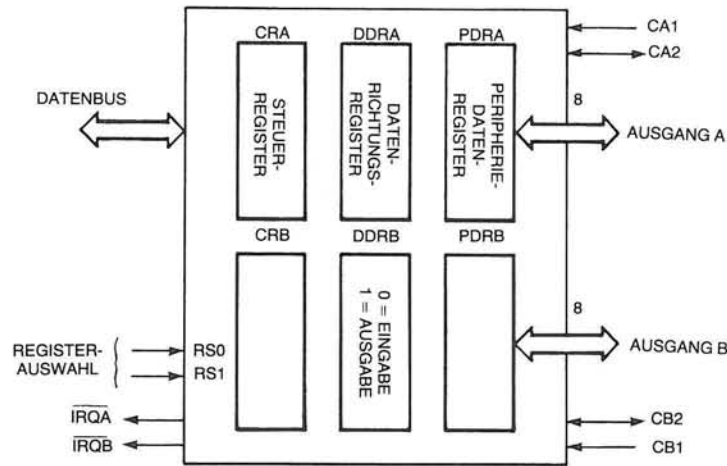 CRA
DDRA
PDRA
CA1
CA2
DATENBUS
STEUER-
REGISTER
DATEN-
RICHTUNGS-
REGISTER
PERIPHERIE-
DATEN-
REGISTER
8
AUSGANG A
CRB
DDRB
PDRB
0 = EINGABE
1 = AUSGABE
8
AUSGANG B
REGISTER-
AUSWAHL
RS0
RS1
IRQA
IRQB
CB2
CB1